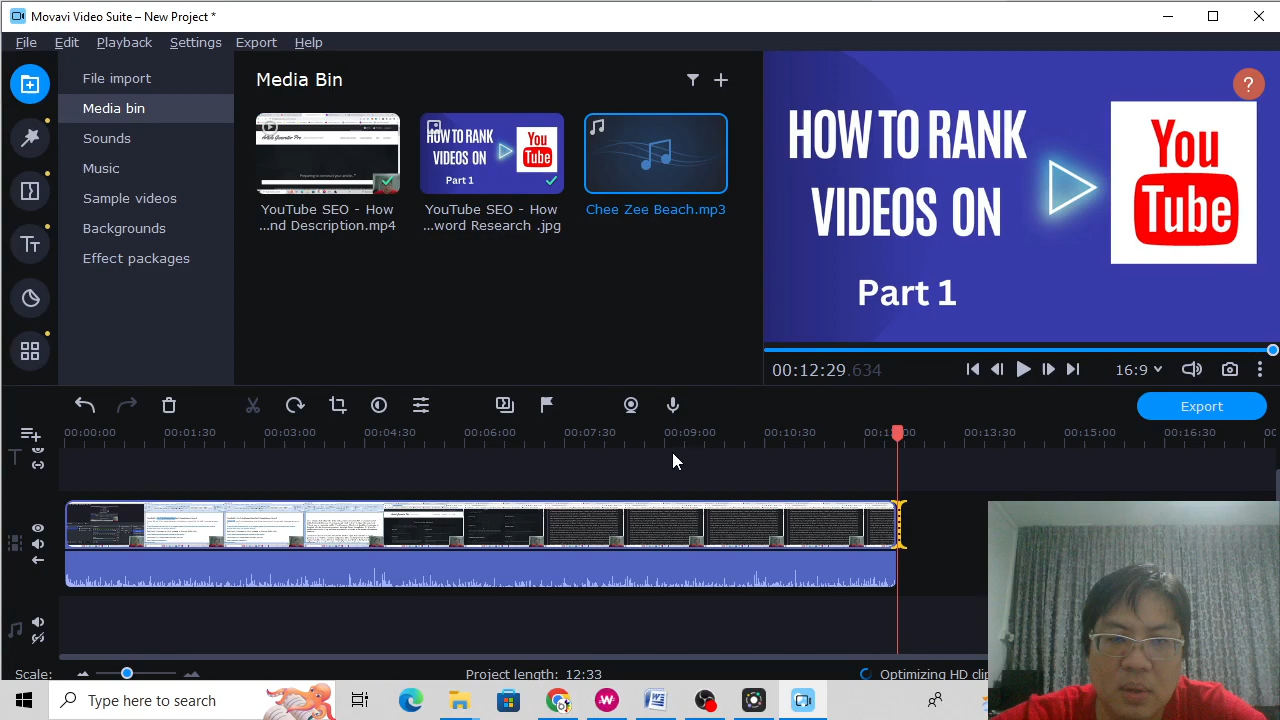 Movavi Video Suite – New Project *
File Edit Playback Settings Export Help
File import
Media bin
Sounds
Music
Sample videos
Backgrounds
Effect packages
Media Bin
HOW TO RANK
VIDEOS ON
You
Tube
Part 1
YouTube SEO - How
...nd Description.mp4
YouTube SEO - How
...word Research .jpg
Chee Zee Beach.mp3
?
HOW TO RANK
VIDEOS ON
You
Tube
Part 1
00:12:29.634
16:9
Export
00:00:00 00:01:30 00:03:00 00:04:30 00:06:00 00:07:30 00:09:00 00:10:30 00:13:30 00:15:00 00:16:30
Scale:
Project length: 12:33
Optimizing HD clip
Type here to search